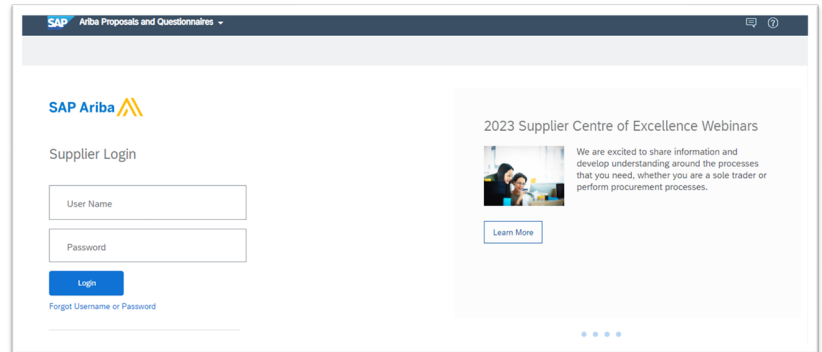 SAP Ariba Proposals and Questionnaires
SAP Ariba
Supplier Login
User Name
Password
Login
Forgot Username or Password
2023 Supplier Centre of Excellence Webinars
We are excited to share information and
develop understanding around the processes
that you need, whether you are a sole trader or
perform procurement processes.
Learn More